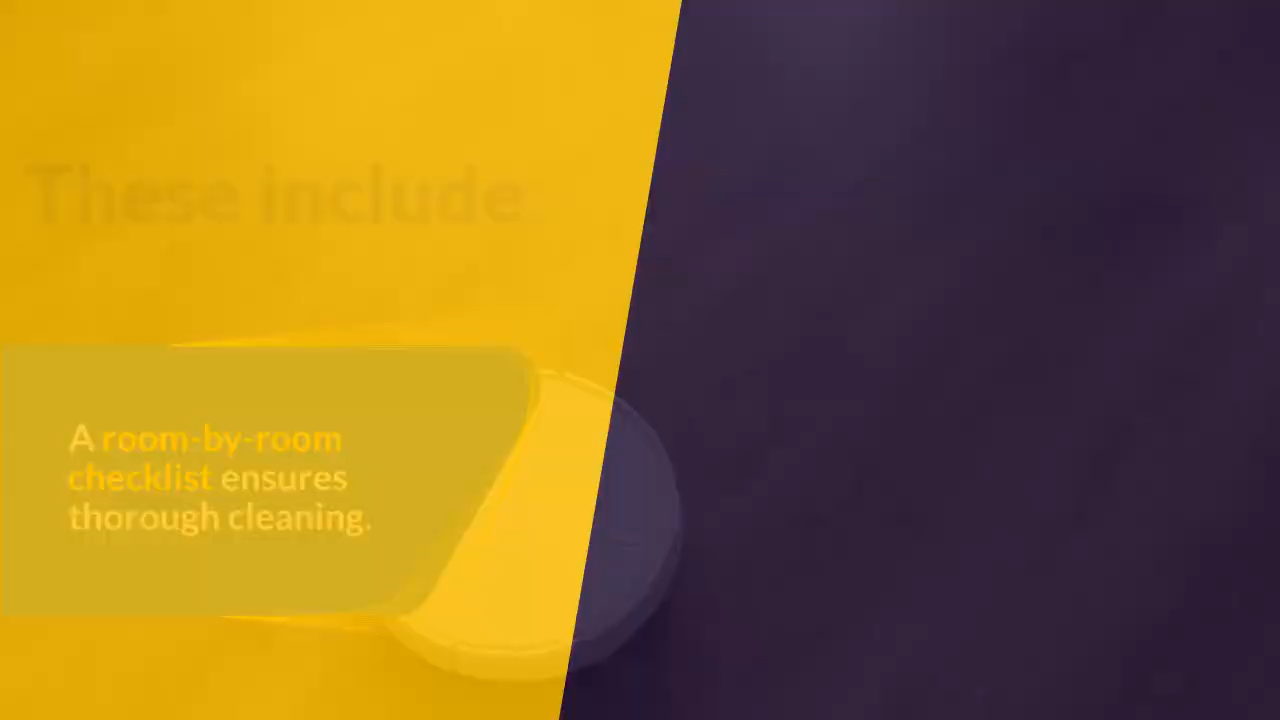 These include
A room-by-room
checklist ensures
thorough cleaning.